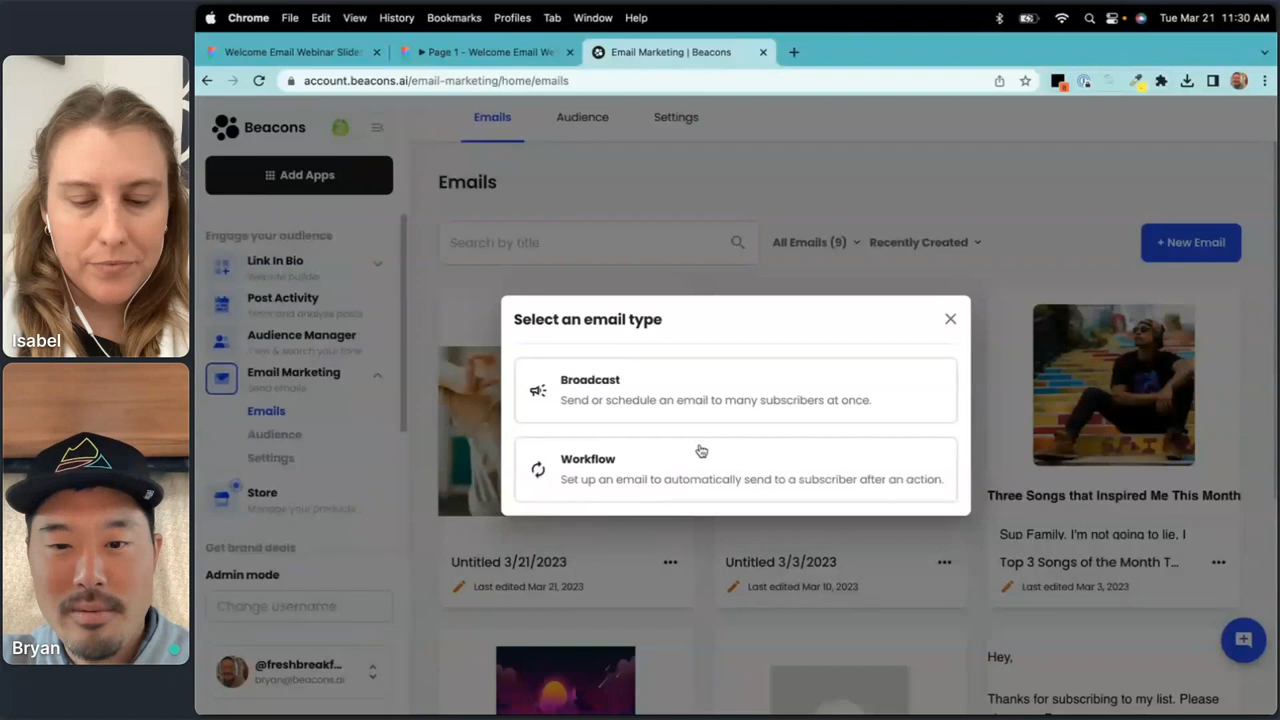 Chrome File Edit View History Bookmarks Profiles Tab Window Help Tue Mar 21 11:30 AM
Welcome Email Webinar Slides Page 1 - Welcome Email We Email Marketing | Beacons
account.beacons.ai/email-marketing/home/emails
Beacons
Add Apps
Engage your audience
Link In Bio
Website builder
Post Activity
Audience Manager
Email Marketing
Send emails
Emails
Audience
Settings
Store
Manage your products
Get brand deals
Admin mode
Change username
@freshbreakf...
bryan@beacons.ai
Emails Audience Settings
Emails
Search by title
All Emails (9) Recently Created
+ New Email
Select an email type
Broadcast
Send or schedule an email to many subscribers at once.
Workflow
Set up an email to automatically send to a subscriber after an action.
Untitled 3/21/2023 •••
Last edited Mar 21, 2023
Untitled 3/3/2023 •••
Last edited Mar 10, 2023
Three Songs that Inspired Me This Month
Sup Family, I'm not going to lie, I
Top 3 Songs of the Month T... •••
Last edited Mar 3, 2023
Hey,
Thanks for subscribing to my list. Please
Isabel
Bryan